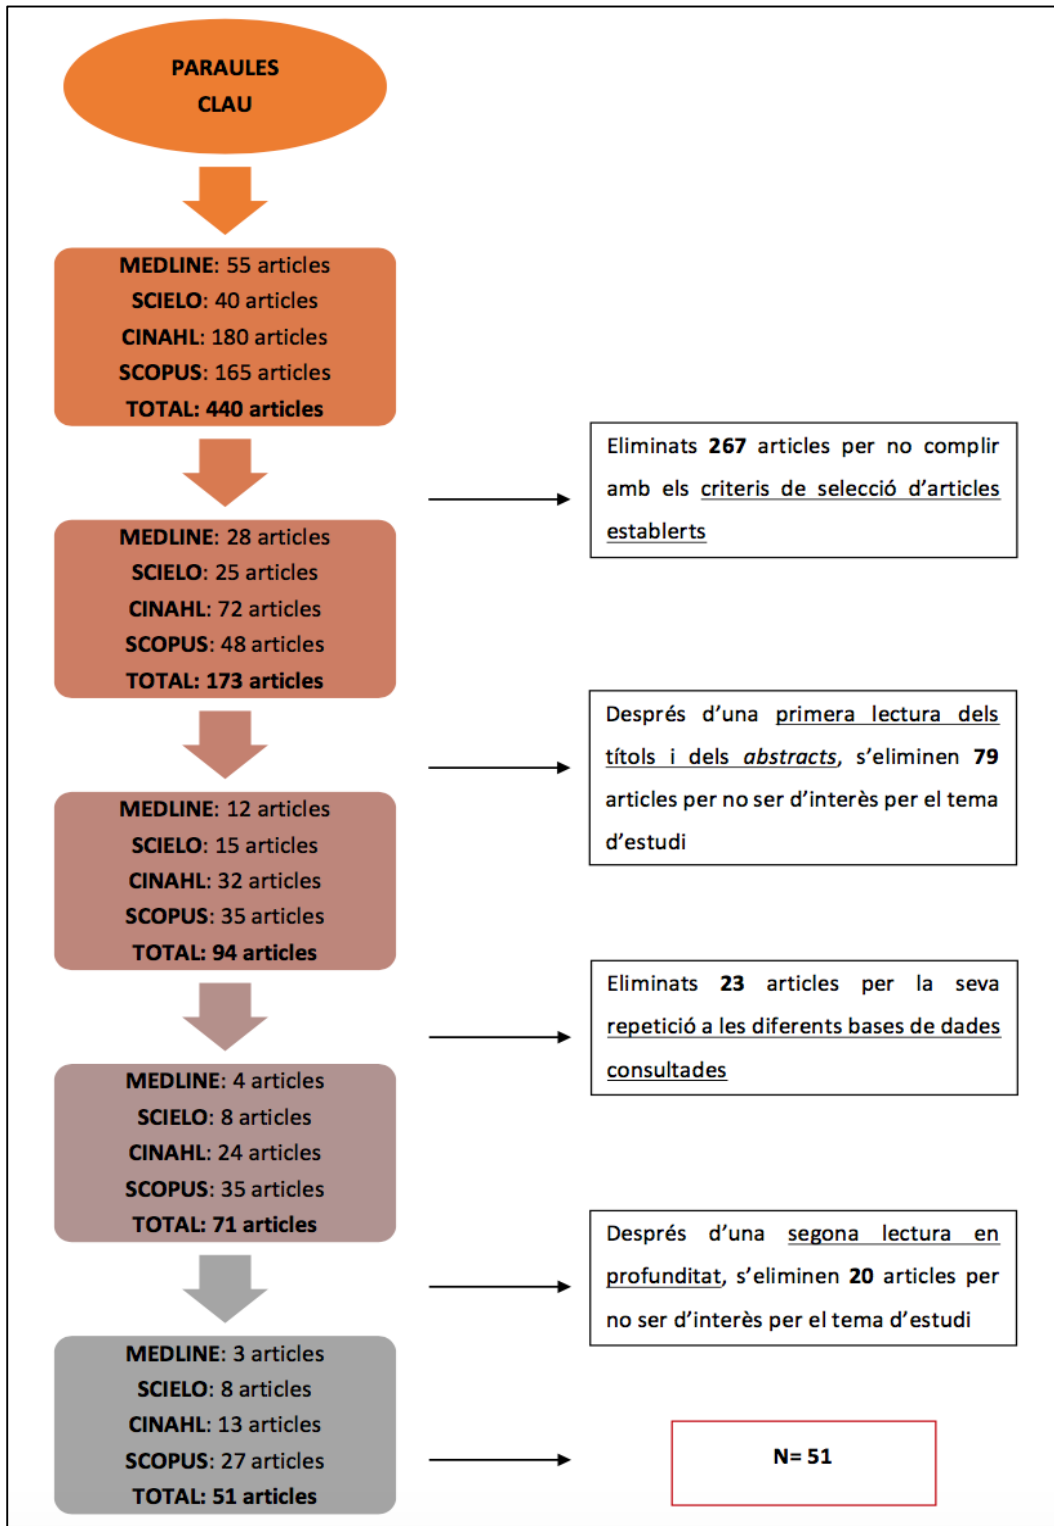 PARAULES
CLAU
MEDLINE: 55 articles
SCIELO: 40 articles
CINAHL: 180 articles
SCOPUS: 165 articles
TOTAL: 440 articles
Eliminats 267 articles per no complir
amb els criteris de selecció d'articles
establerts
MEDLINE: 28 articles
SCIELO: 25 articles
CINAHL: 72 articles
SCOPUS: 48 articles
TOTAL: 173 articles
Després d'una primera lectura dels
títols i dels abstracts, s'eliminen 79
articles per no ser d'interès per el tema
d'estudi
MEDLINE: 12 articles
SCIELO: 15 articles
CINAHL: 32 articles
SCOPUS: 35 articles
TOTAL: 94 articles
Eliminats 23 articles per la seva
repetició a les diferents bases de dades
consultades
MEDLINE: 4 articles
SCIELO: 8 articles
CINAHL: 24 articles
SCOPUS: 35 articles
TOTAL: 71 articles
Després d'una segona lectura en
profunditat, s'eliminen 20 articles per
no ser d'interès per el tema d'estudi
MEDLINE: 3 articles
SCIELO: 8 articles
CINAHL: 13 articles
SCOPUS: 27 articles
TOTAL: 51 articles
N= 51